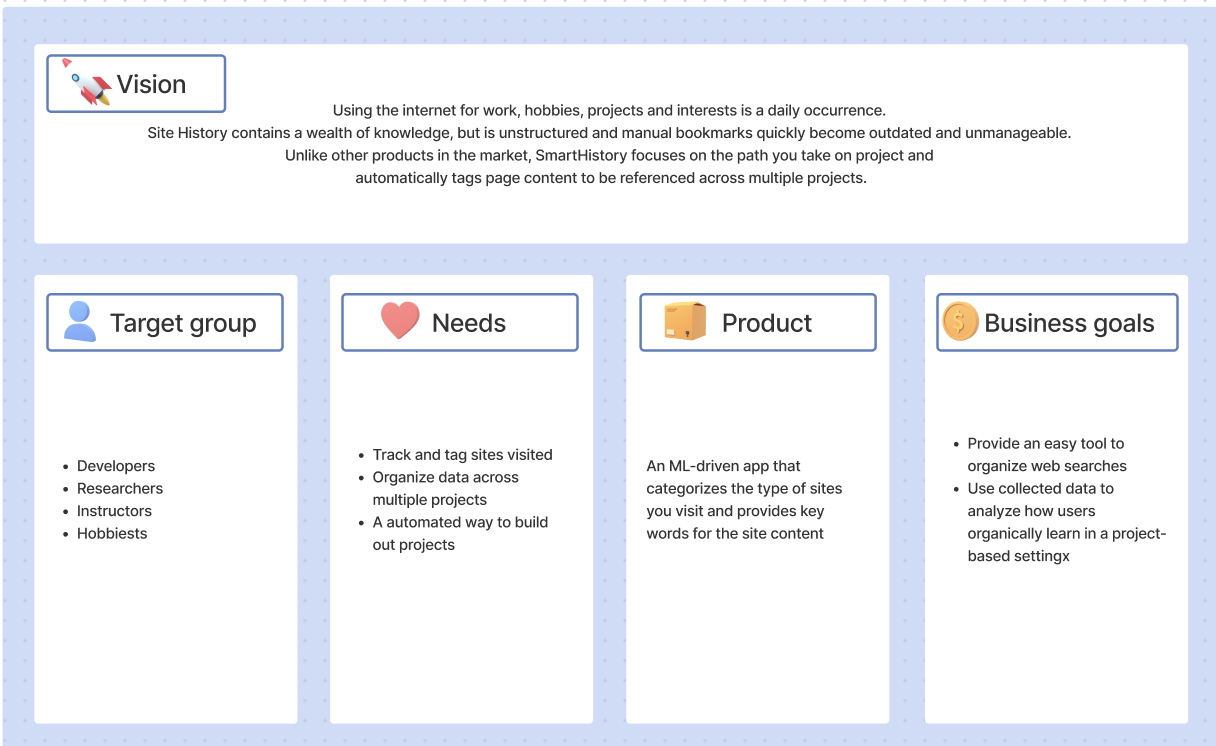 Vision
Using the internet for work, hobbies, projects and interests is a daily occurrence.
Site History contains a wealth of knowledge, but is unstructured and manual bookmarks quickly become outdated and unmanageable.
Unlike other products in the market, SmartHistory focuses on the path you take on project and
automatically tags page content to be referenced across multiple projects.
Target group
• Developers
• Researchers
• Instructors
• Hobbiests
Needs
• Track and tag sites visited
• Organize data across
multiple projects
• A automated way to build
out projects
Product
An ML-driven app that
categorizes the type of sites
you visit and provides key
words for the site content
Business goals
• Provide an easy tool to
organize web searches
• Use collected data to
analyze how users
organically learn in a project-
based settingx